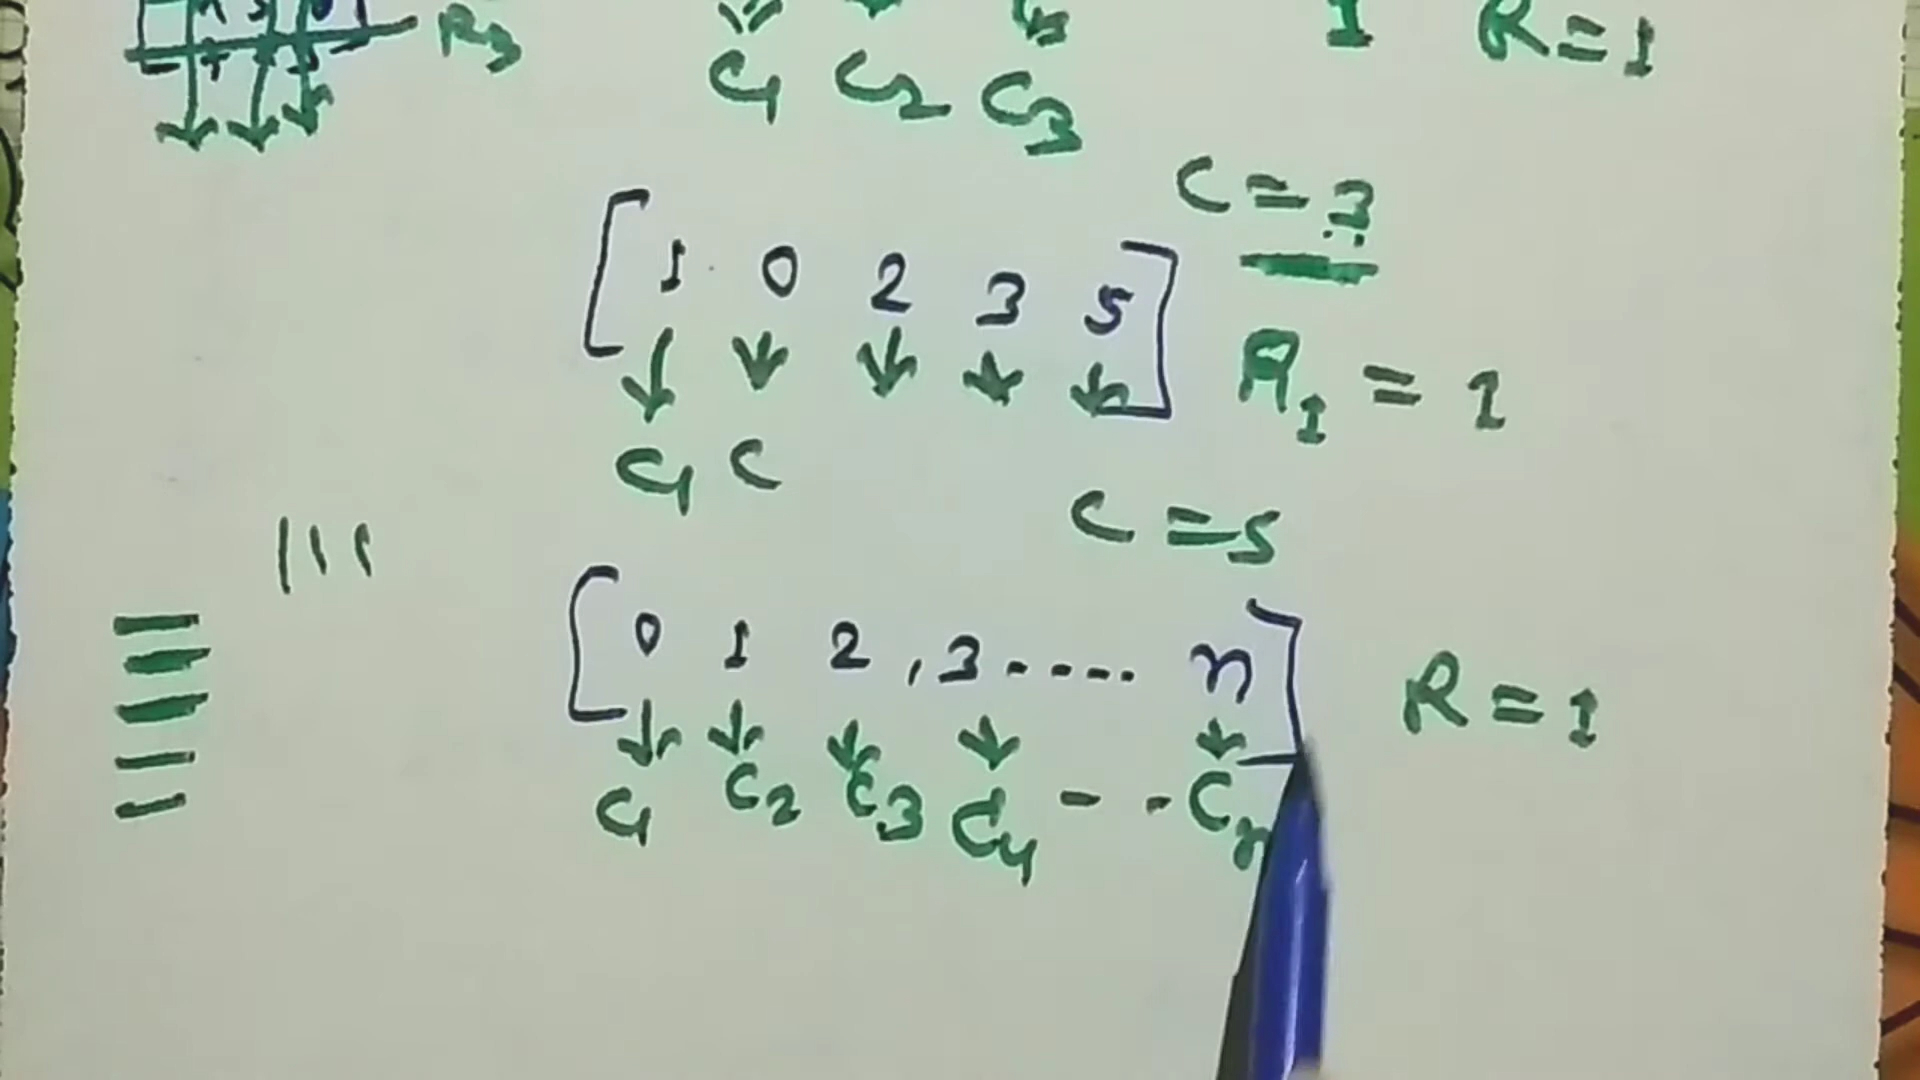 R3 1 R=1
C1 C2 C3
C=3
[1 0 2 3 5]
R1 = 1
C1 C
C=5
[0 1 2,3..... n]
R=1
C1 C2 C3 C4 - - Cn